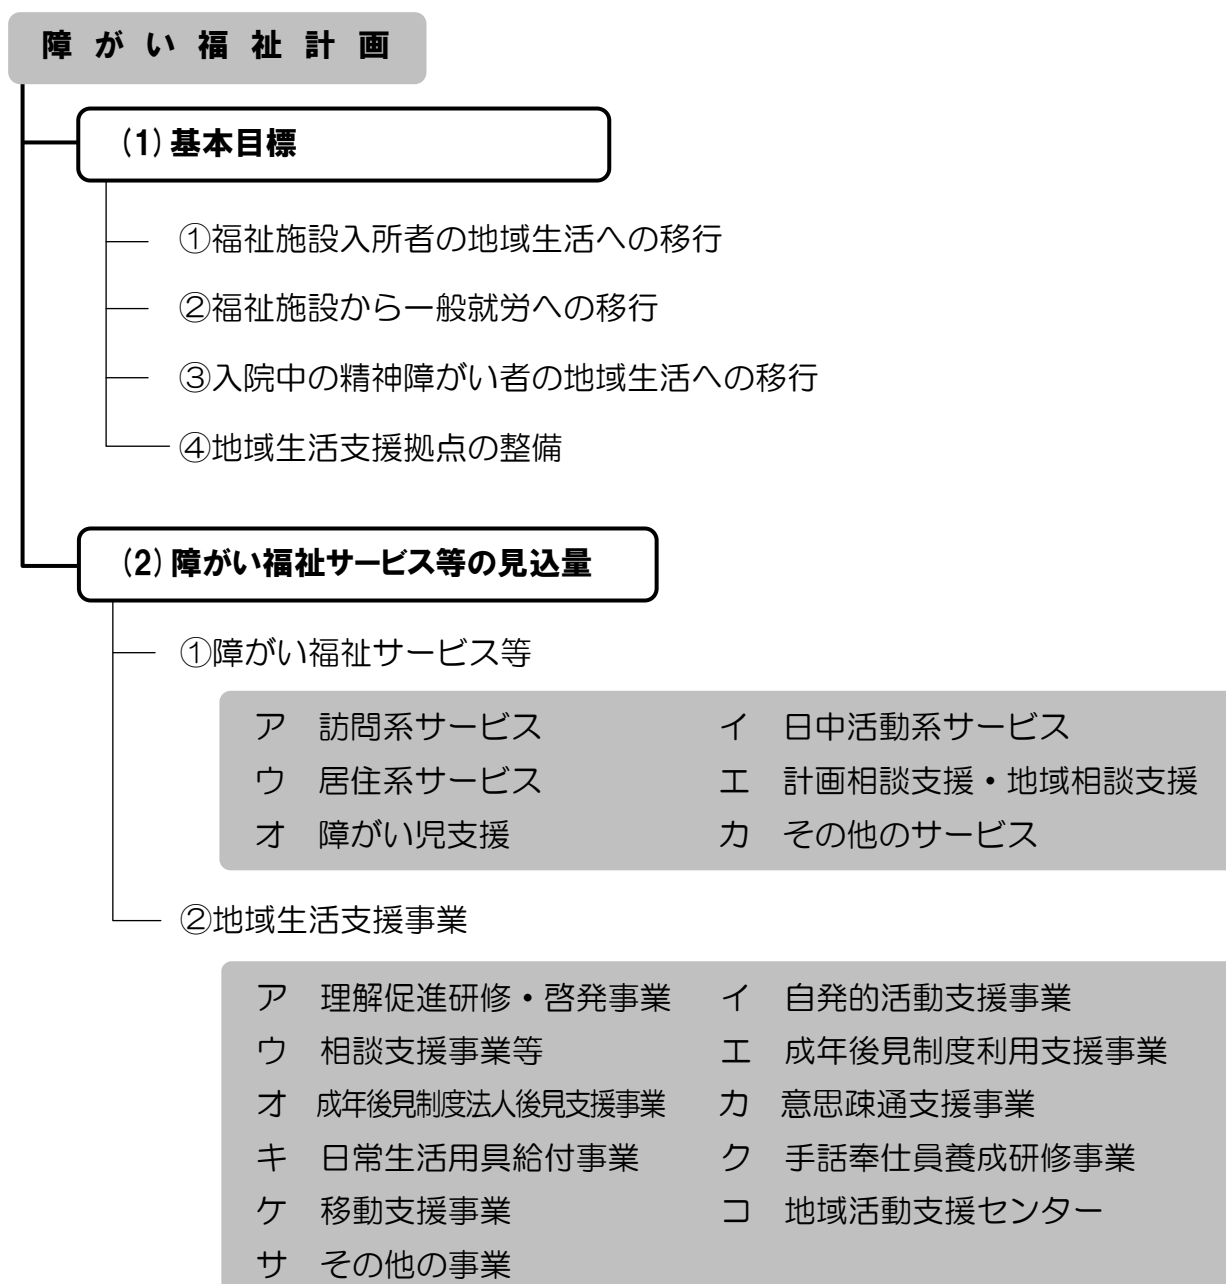 障がい福祉計画
(1)基本目標
①福祉施設入所者の地域生活への移行
②福祉施設から一般就労への移行
③入院中の精神障がい者の地域生活への移行
④地域生活支援拠点の整備
(2)障がい福祉サービス等の見込量
①障がい福祉サービス等
ア 訪問系サービス イ 日中活動系サービス
ウ 居住系サービス エ 計画相談支援・地域相談支援
オ 障がい児支援 カ その他のサービス
②地域生活支援事業
ア 理解促進研修・啓発事業 イ 自発的活動支援事業
ウ 相談支援事業等 エ 成年後見制度利用支援事業
オ 成年後見制度法人後見支援事業 カ 意思疎通支援事業
キ 日常生活用具給付事業 ク 手話奉仕員養成研修事業
ケ 移動支援事業 コ 地域活動支援センター
サ その他の事業